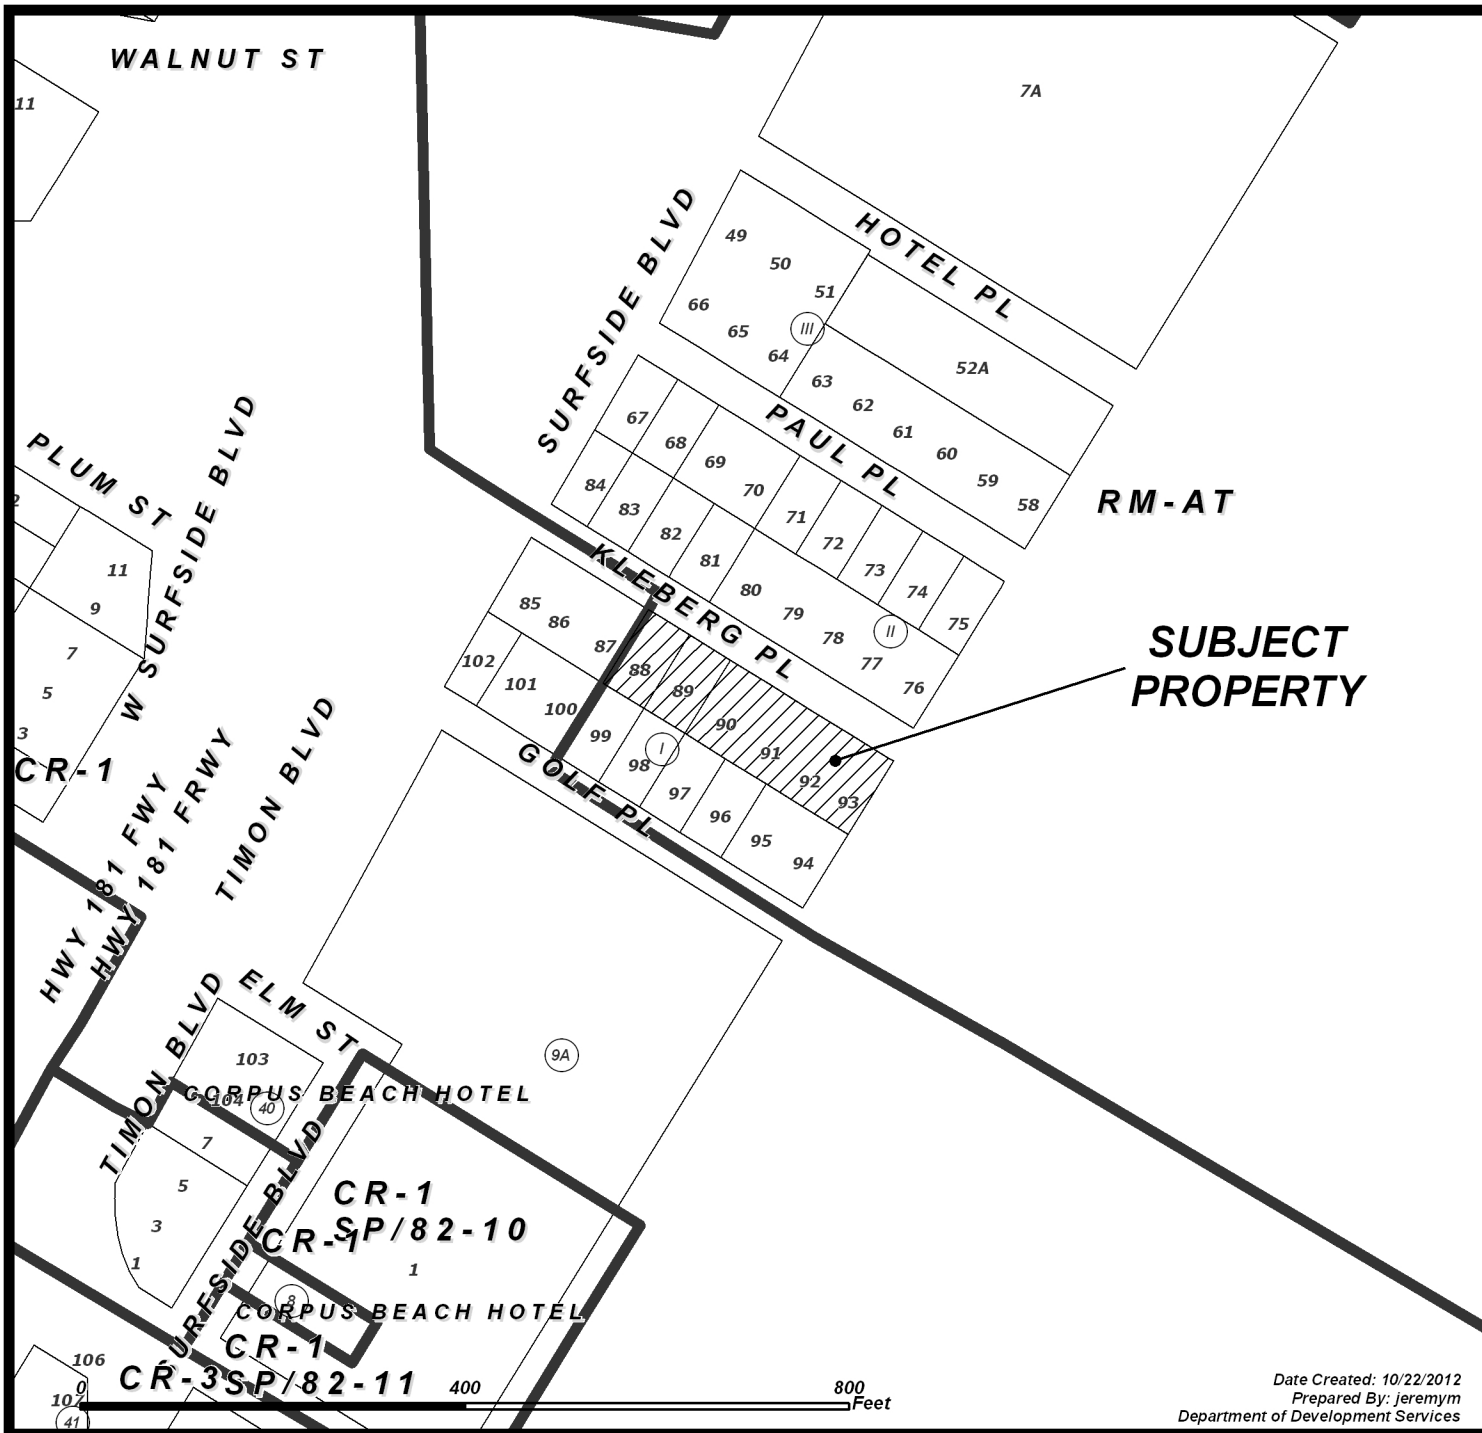 WALNUT ST
11
7A
HOTEL PL
SURFSIDE BLVD
49
50
51
66
65
64
III
63
62
61
60
59
58
52A
PAUL PL
RM-AT
67
68
69
70
71
72
73
74
75
84
83
82
81
80
79
78
77
76
II
KLEBERG PL
PLUM ST
W SURFSIDE BLVD
2
11
9
7
5
3
CR-1
85
86
87
88
89
90
91
92
93
102
101
100
99
98
97
96
95
94
I
SUBJECT
PROPERTY
GOLF PL
TIMON BLVD
HWY 181 FWY
HWY 181 FRWY
ELM ST
TIMON BLVD
103
104
40
CORPUS BEACH HOTEL
9A
7
5
3
1
SURFSIDE BLVD
CR-1
SP/82-10
CR-1
1
8
CORPUS BEACH HOTEL
CR-1
SP/82-11
CR-3
106
107
41
0
400
800
Feet
Date Created: 10/22/2012
Prepared By: jeremym
Department of Development Services